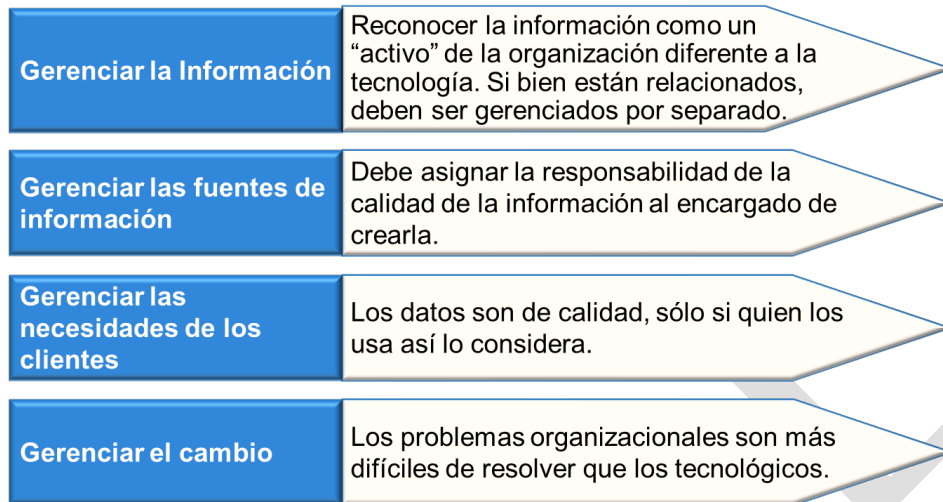 Gerenciar la Información
Reconocer la información como un
“activo” de la organización diferente a la
tecnología. Si bien están relacionados,
deben ser gerenciados por separado.
Gerenciar las fuentes de
información
Debe asignar la responsabilidad de la
calidad de la información al encargado de
crearla.
Gerenciar las
necesidades de los
clientes
Los datos son de calidad, sólo si quien los
usa así lo considera.
Gerenciar el cambio
Los problemas organizacionales son más
difíciles de resolver que los tecnológicos.